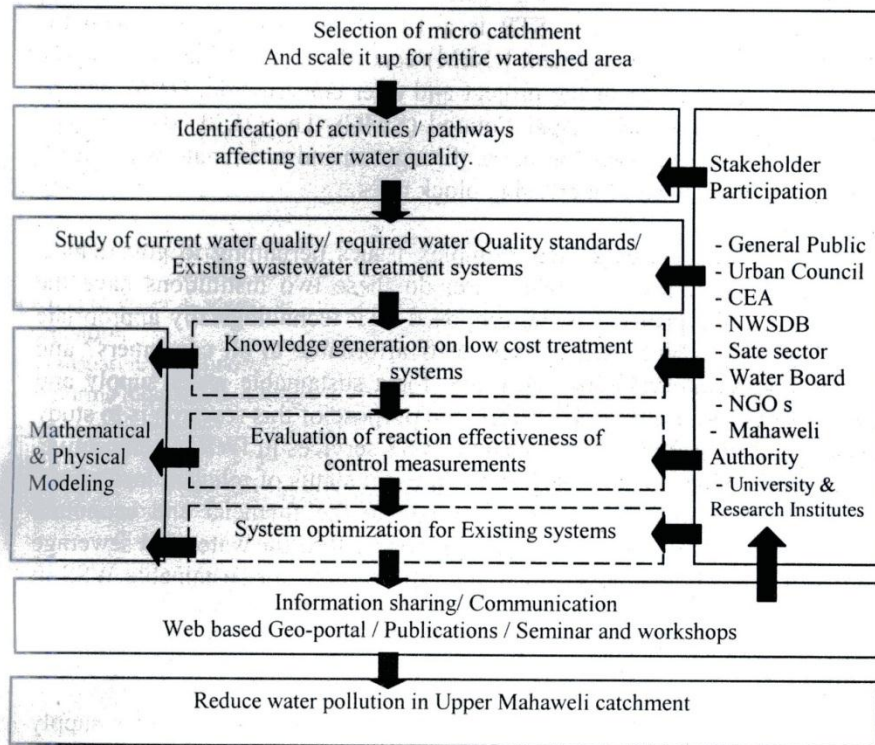 Selection of micro catchment
And scale it up for entire watershed area
Identification of activities / pathways
affecting river water quality.
Study of current water quality/ required water Quality standards/
Existing wastewater treatment systems
Knowledge generation on low cost treatment
systems
Evaluation of reaction effectiveness of
control measurements
System optimization for Existing systems
Mathematical
& Physical
Modeling
Stakeholder
Participation
- General Public
- Urban Council
- CEA
- NWSDB
- Sate sector
- Water Board
- NGO s
- Mahaweli
Authority
- University &
Research Institutes
Information sharing/ Communication
Web based Geo-portal / Publications / Seminar and workshops
Reduce water pollution in Upper Mahaweli catchment